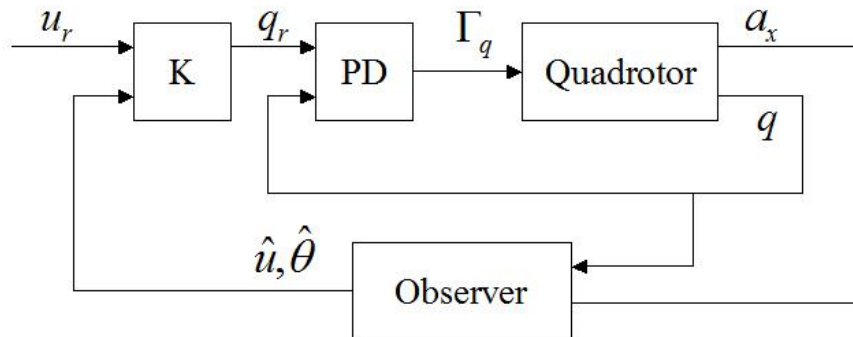 u_r
q_r
Γ_q
a_x
K
PD
Quadrotor
q
û, θ̂
Observer